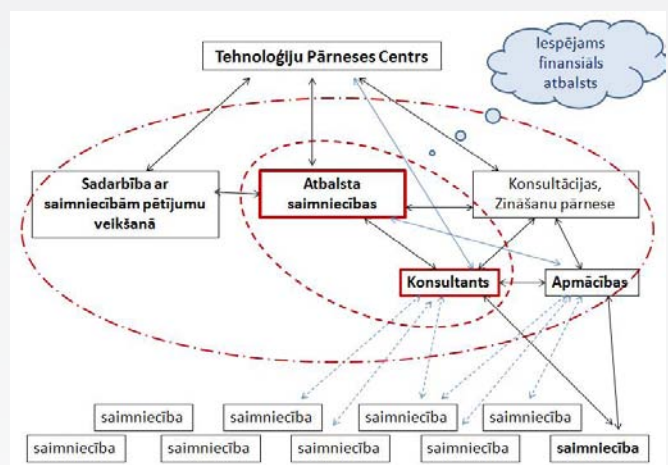 Tehnoloģiju Pārneses Centrs
Iespējams
finansiāls
atbalsts
Sadarbība ar
saimniecībām pētījumu
veikšanā
Atbalsta
saimniecības
Konsultācijas,
Zināšanu pārnese
Konsultants
Apmācības
saimniecība
saimniecība
saimniecība
saimniecība
saimniecība
saimniecība
saimniecība
saimniecība
saimniecība